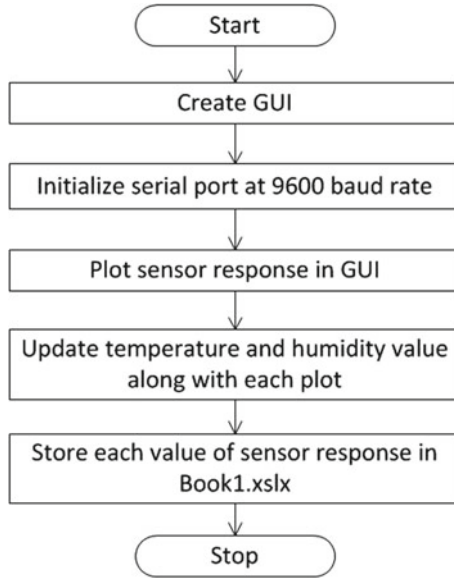 Start
Create GUI
Initialize serial port at 9600 baud rate
Plot sensor response in GUI
Update temperature and humidity value
along with each plot
Store each value of sensor response in
Book1.xslx
Stop